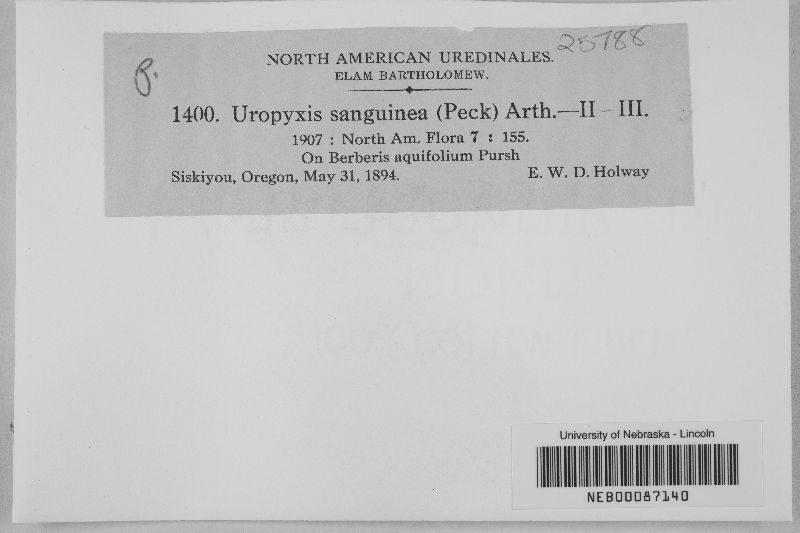 25788
NORTH AMERICAN UREDINALES.
ELAM BARTHOLOMEW.
1400. Uropyxis sanguinea (Peck) Arth.—II – III.
1907 : North Am. Flora 7 : 155.
On Berberis aquifolium Pursh
Siskiyou, Oregon, May 31, 1894. E. W. D. Holway
University of Nebraska - Lincoln
NEB00087140